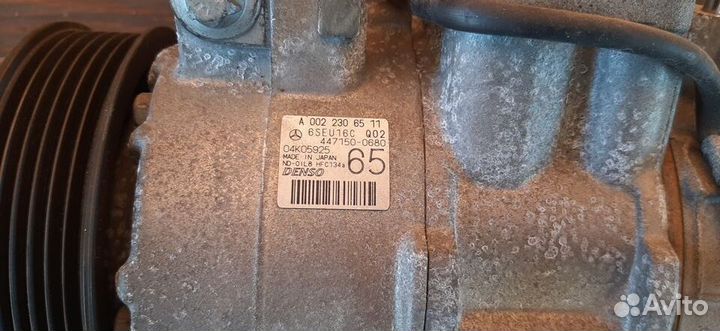 A 002 230 65 11
6SEU16C Q02
447150-0680
04K05925
MADE IN JAPAN
ND-OIL8 HFC134a
65
DENSO
Avito